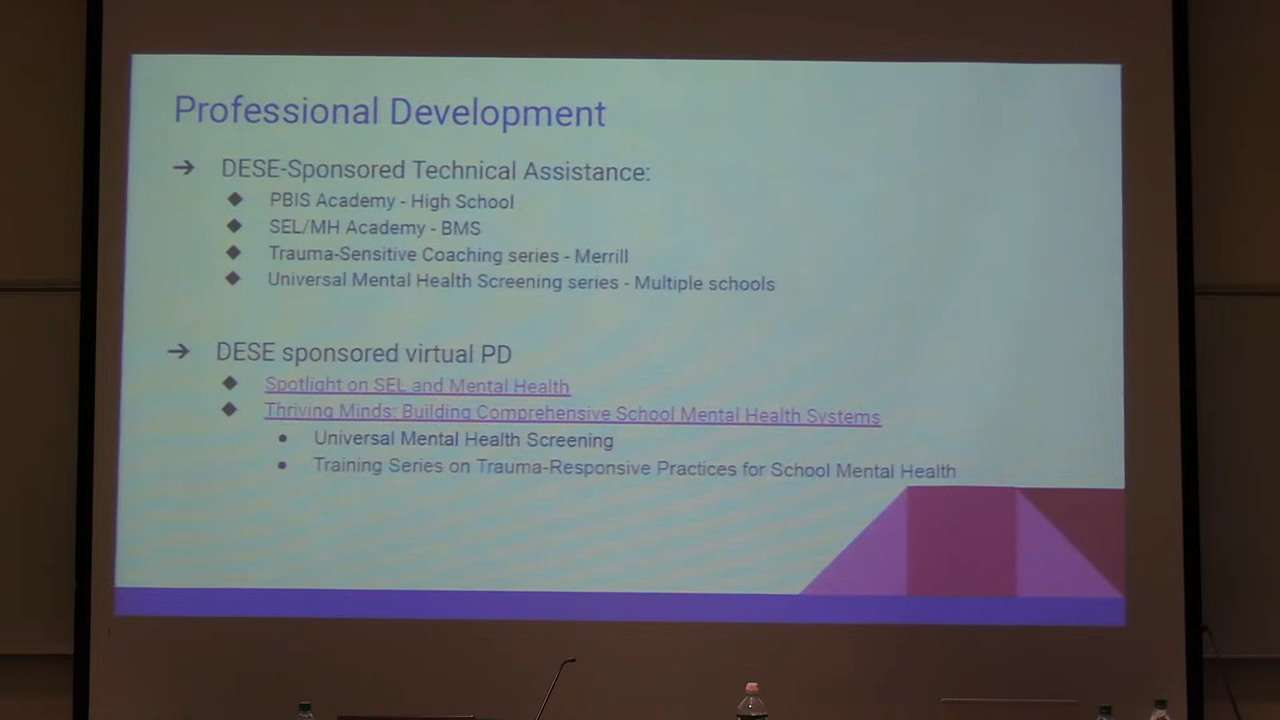 Professional Development
➔ DESE-Sponsored Technical Assistance:
◆ PBIS Academy - High School
◆ SEL/MH Academy - BMS
◆ Trauma-Sensitive Coaching series - Merrill
◆ Universal Mental Health Screening series - Multiple schools
➔ DESE sponsored virtual PD
◆ Spotlight on SEL and Mental Health
◆ Thriving Minds: Building Comprehensive School Mental Health Systems
● Universal Mental Health Screening
● Training Series on Trauma-Responsive Practices for School Mental Health